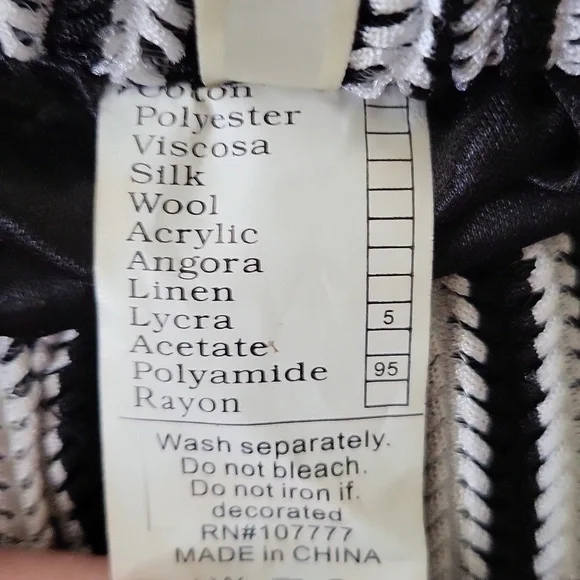 Coton
Polyester
Viscosa
Silk
Wool
Acrylic
Angora
Linen
Lycra 5
Acetate
Polyamide 95
Rayon
Wash separately.
Do not bleach.
Do not iron if.
decorated
RN#107777
MADE in CHINA